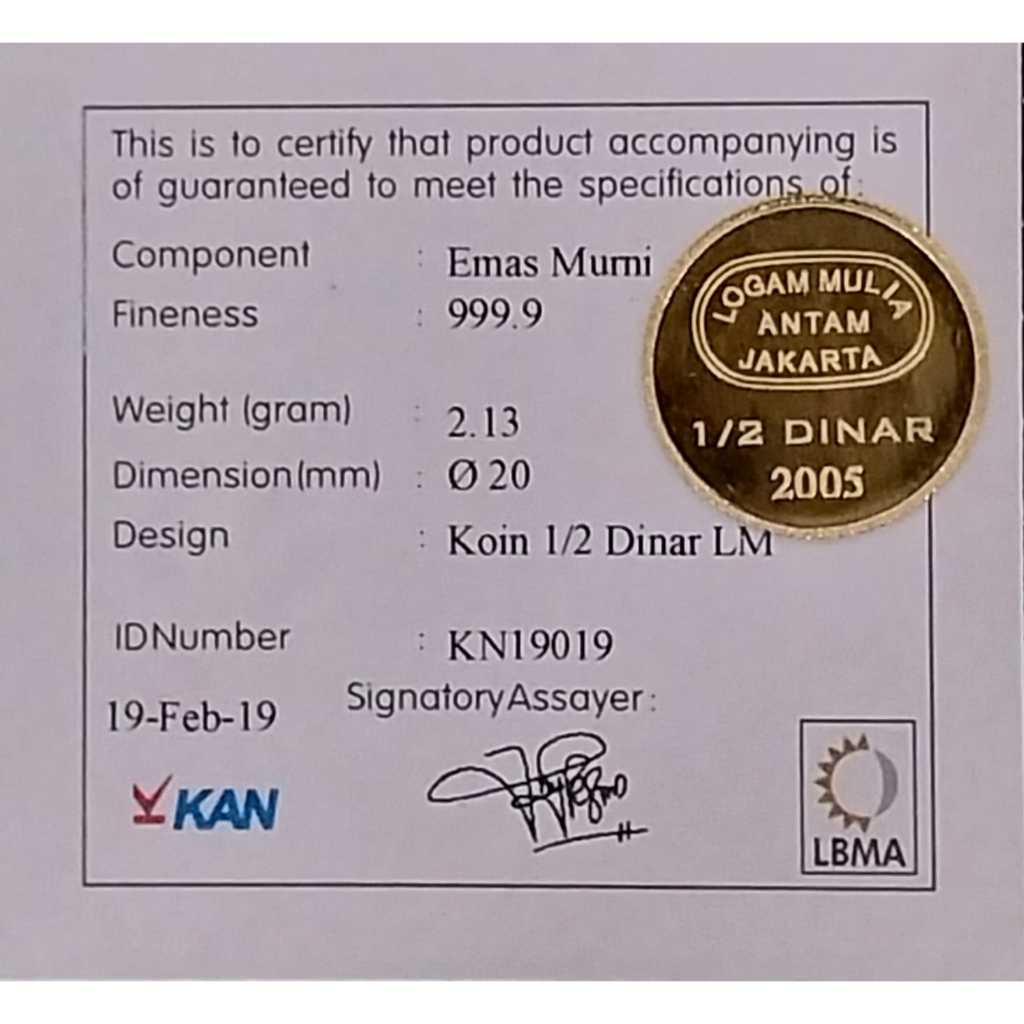 This is to certify that product accompanying is
of guaranteed to meet the specifications of:
Component : Emas Murni
Fineness : 999.9
Weight (gram) : 2.13
Dimension(mm) : Ø 20
Design : Koin 1/2 Dinar LM
IDNumber : KN19019
19-Feb-19
SignatoryAssayer:
KAN
LBMA
LOGAM MULIA
ANTAM
JAKARTA
1/2 DINAR
2005